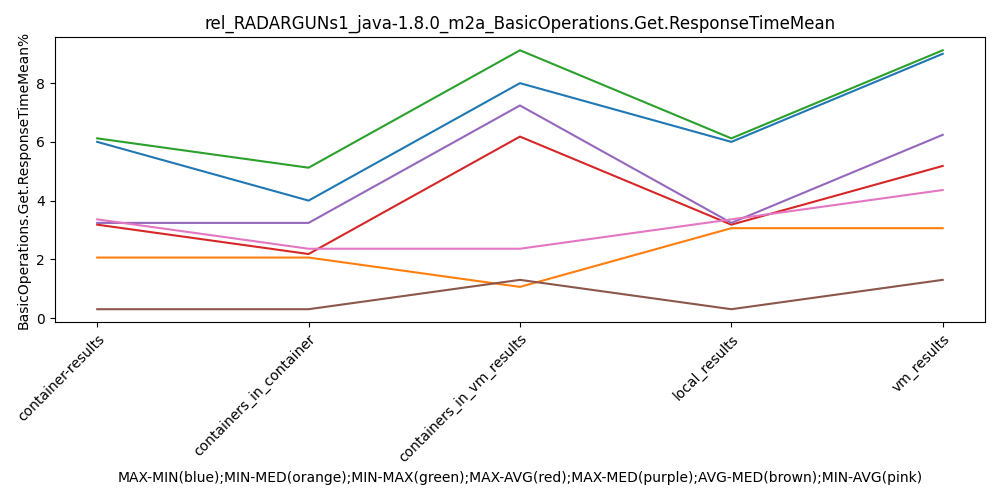 rel_RADARGUNs1_java-1.8.0_m2a_BasicOperations.Get.ResponseTimeMean
BasicOperations.Get.ResponseTimeMean%
8
6
4
2
0
container-results
containers_in_container
containers_in_vm_results
local_results
vm_results
MAX-MIN(blue);MIN-MED(orange);MIN-MAX(green);MAX-AVG(red);MAX-MED(purple);AVG-MED(brown);MIN-AVG(pink)